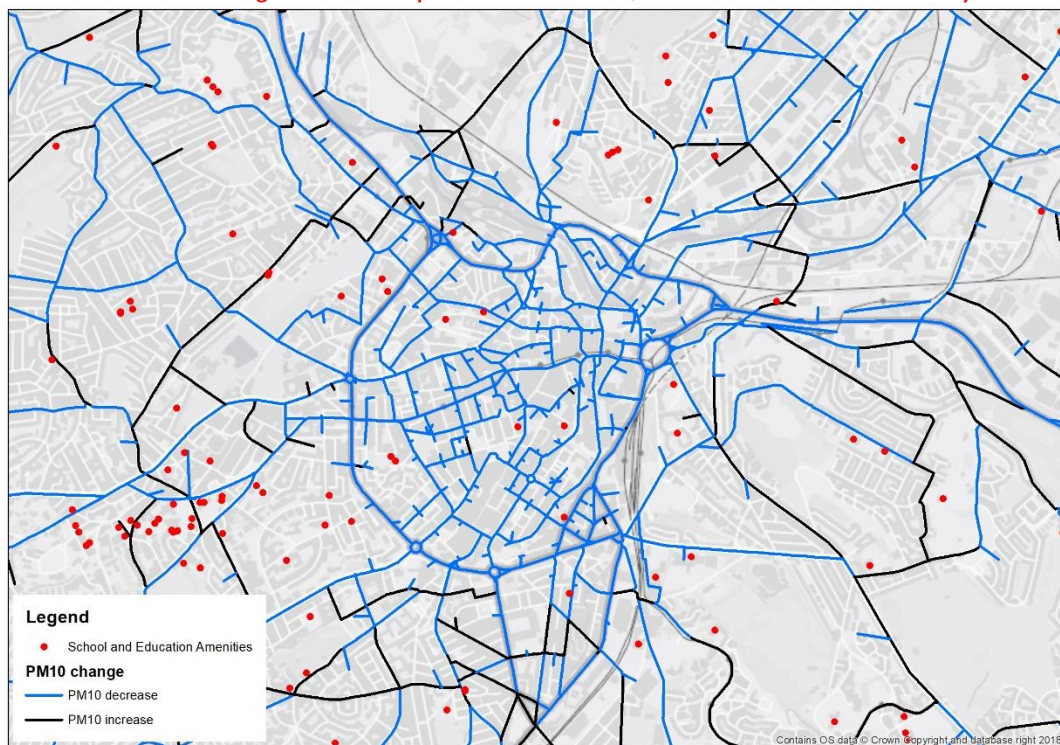 Legend
School and Education Amenities
PM10 change
PM10 decrease
PM10 increase
Contains OS data © Crown Copyright and database right 2018